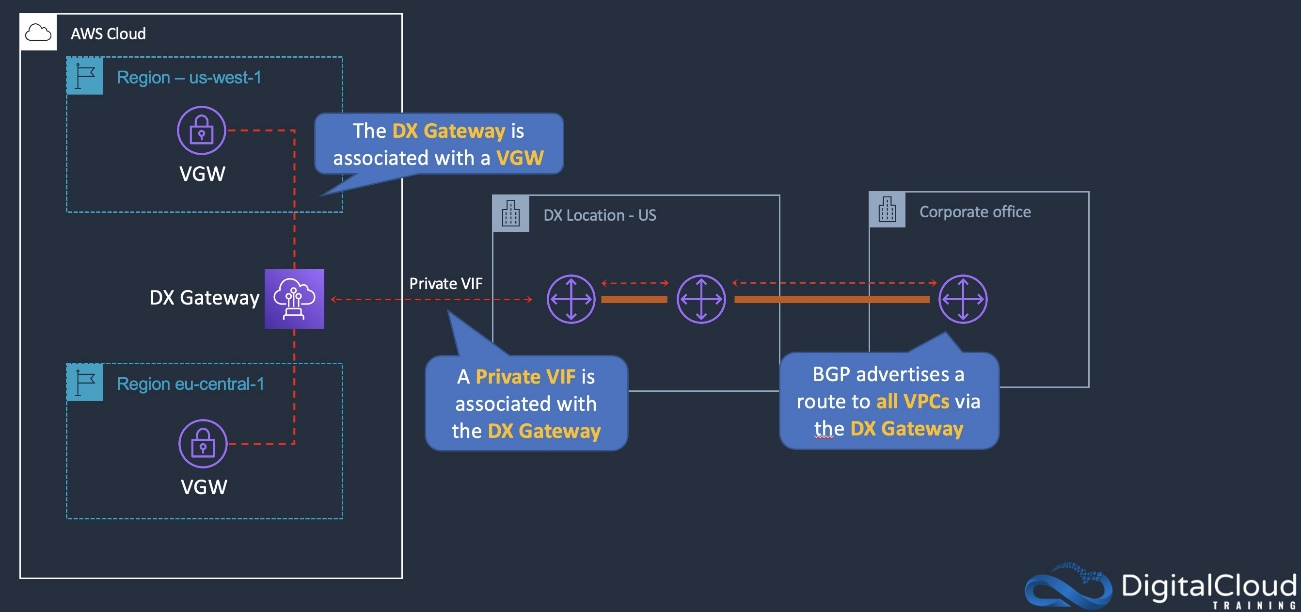 AWS Cloud
Region – us-west-1
VGW
The DX Gateway is
associated with a VGW
DX Location - US
Corporate office
DX Gateway
Private VIF
A Private VIF is
associated with
the DX Gateway
BGP advertises a
route to all VPCs via
the DX Gateway
Region eu-central-1
VGW
DigitalCloud
TRAINING